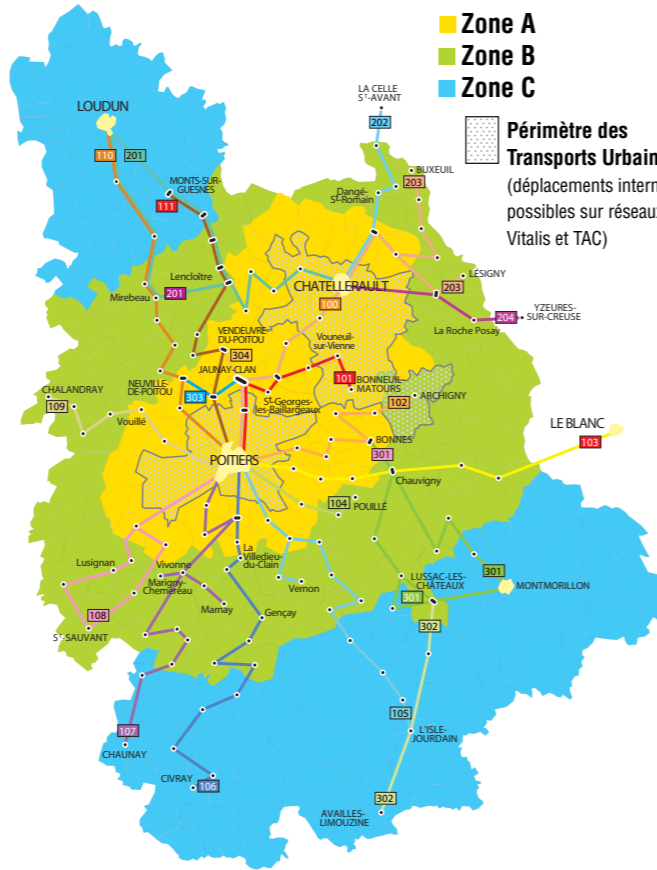 Zone A
Zone B
Zone C
Périmètre des
Transports Urbain
(déplacements intern
possibles sur réseaux
Vitalis et TAC)
LA CELLE
Sᵗ-AVANT
202
LOUDUN
110
201
BUXEUIL
203
MONTS-SUR-
GUESNES
111
Dangé-
Sᵗ-Romain
Lencloître
201
CHATELLERAULT
100
LÉSIGNY
203
Mirebeau
204
YZEURES-
SUR-CREUSE
La Roche Posay
VENDEUVRE-
DU-POITOU
304
Vouneuil-
sur-Vienne
JAUNAY-CLAN
101
BONNEUIL-
MATOURS
NEUVILLE-
DE-POITOU
303
Sᵗ-Georges-
les-Baillargeaux
102
ARCHIGNY
CHALANDRAY
109
Vouillé
BONNES
301
LE BLANC
103
POITIERS
Chauvigny
104
POUILLÉ
La
Villedieu-
du-Clain
Lusignan
Vivonne
Marigny-
Chemereau
Vernon
LUSSAC-LES-
CHÂTEAUX
301
301
MONTMORILLON
Marnay
Gençay
108
Sᵗ-SAUVANT
302
105
107
CHAUNAY
L'ISLE-
JOURDAIN
CIVRAY
106
302
AVAILLES-
LIMOUZINE